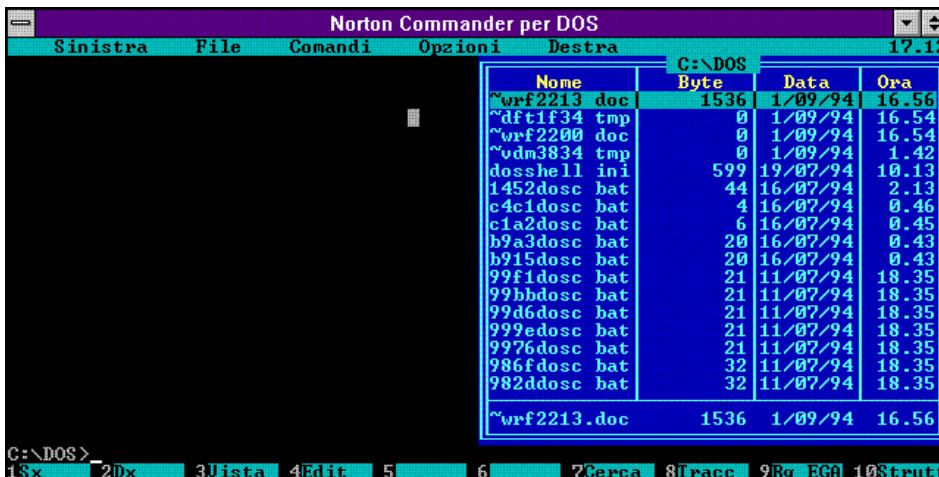 Norton Commander per DOS
Sinistra File Comandi Opzioni Destra 17.1
C:\DOS
Nome Byte Data Ora
~wrf2213 doc 1536 1/09/94 16.56
~dft1f34 tmp 0 1/09/94 16.54
~wrf2200 doc 0 1/09/94 16.54
~vdm3834 tmp 0 1/09/94 1.42
dosshell ini 599 19/07/94 10.13
1452dosc bat 44 16/07/94 2.13
c4c1dosc bat 4 16/07/94 0.46
c1a2dosc bat 6 16/07/94 0.45
b9a3dosc bat 20 16/07/94 0.43
b915dosc bat 20 16/07/94 0.43
99f1dosc bat 21 11/07/94 18.35
99bbdosc bat 21 11/07/94 18.35
99d6dosc bat 21 11/07/94 18.35
999edosc bat 21 11/07/94 18.35
9976dosc bat 21 11/07/94 18.35
986fdosc bat 32 11/07/94 18.35
982ddosc bat 32 11/07/94 18.35
~wrf2213.doc 1536 1/09/94 16.56
C:\DOS>_
1Sx 2Dx 3Vista 4Edit 5 6 7Cerca 8Tracc 9Rg EGA 10Strut